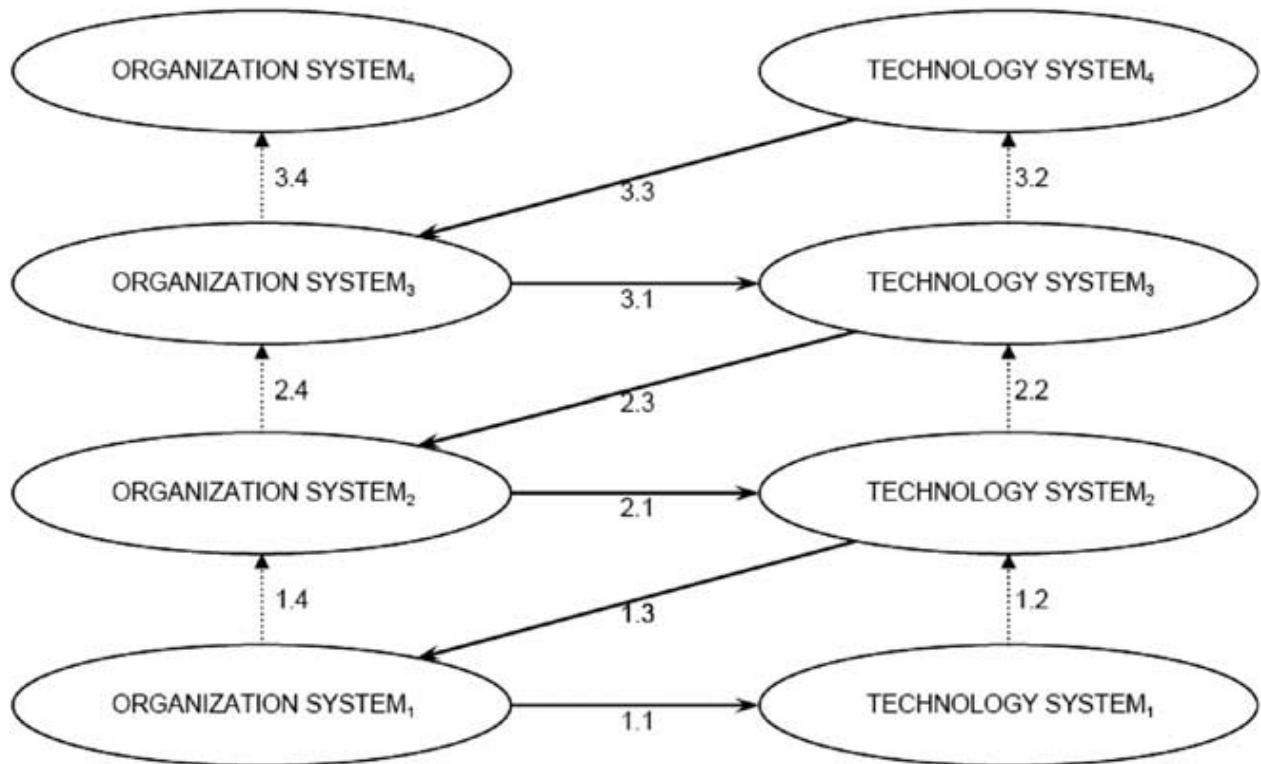 ORGANIZATION SYSTEM₄ TECHNOLOGY SYSTEM₄
3.4 3.3 3.2
ORGANIZATION SYSTEM₃ TECHNOLOGY SYSTEM₃
3.1
2.4 2.3 2.2
ORGANIZATION SYSTEM₂ TECHNOLOGY SYSTEM₂
2.1
1.4 1.3 1.2
ORGANIZATION SYSTEM₁ TECHNOLOGY SYSTEM₁
1.1